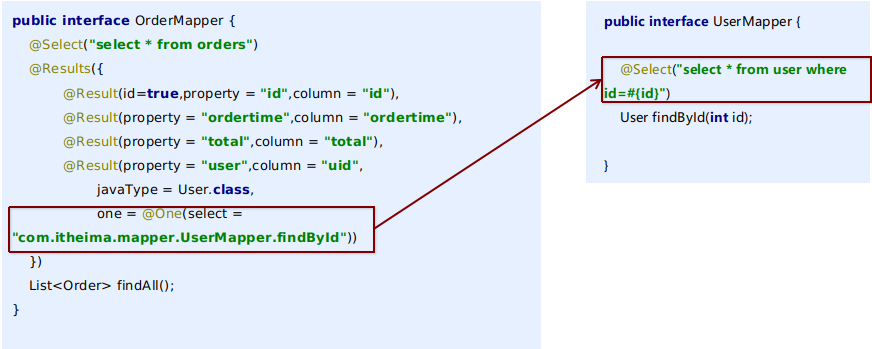 public interface OrderMapper {
@Select("select * from orders")
@Results({
@Result(id=true,property = "id",column = "id"),
@Result(property = "ordertime",column = "ordertime"),
@Result(property = "total",column = "total"),
@Result(property = "user",column = "uid",
javaType = User.class,
one = @One(select =
"com.itheima.mapper.UserMapper.findById"))
})
List<Order> findAll();
}
public interface UserMapper {
@Select("select * from user where
id=#{id}")
User findById(int id);
}